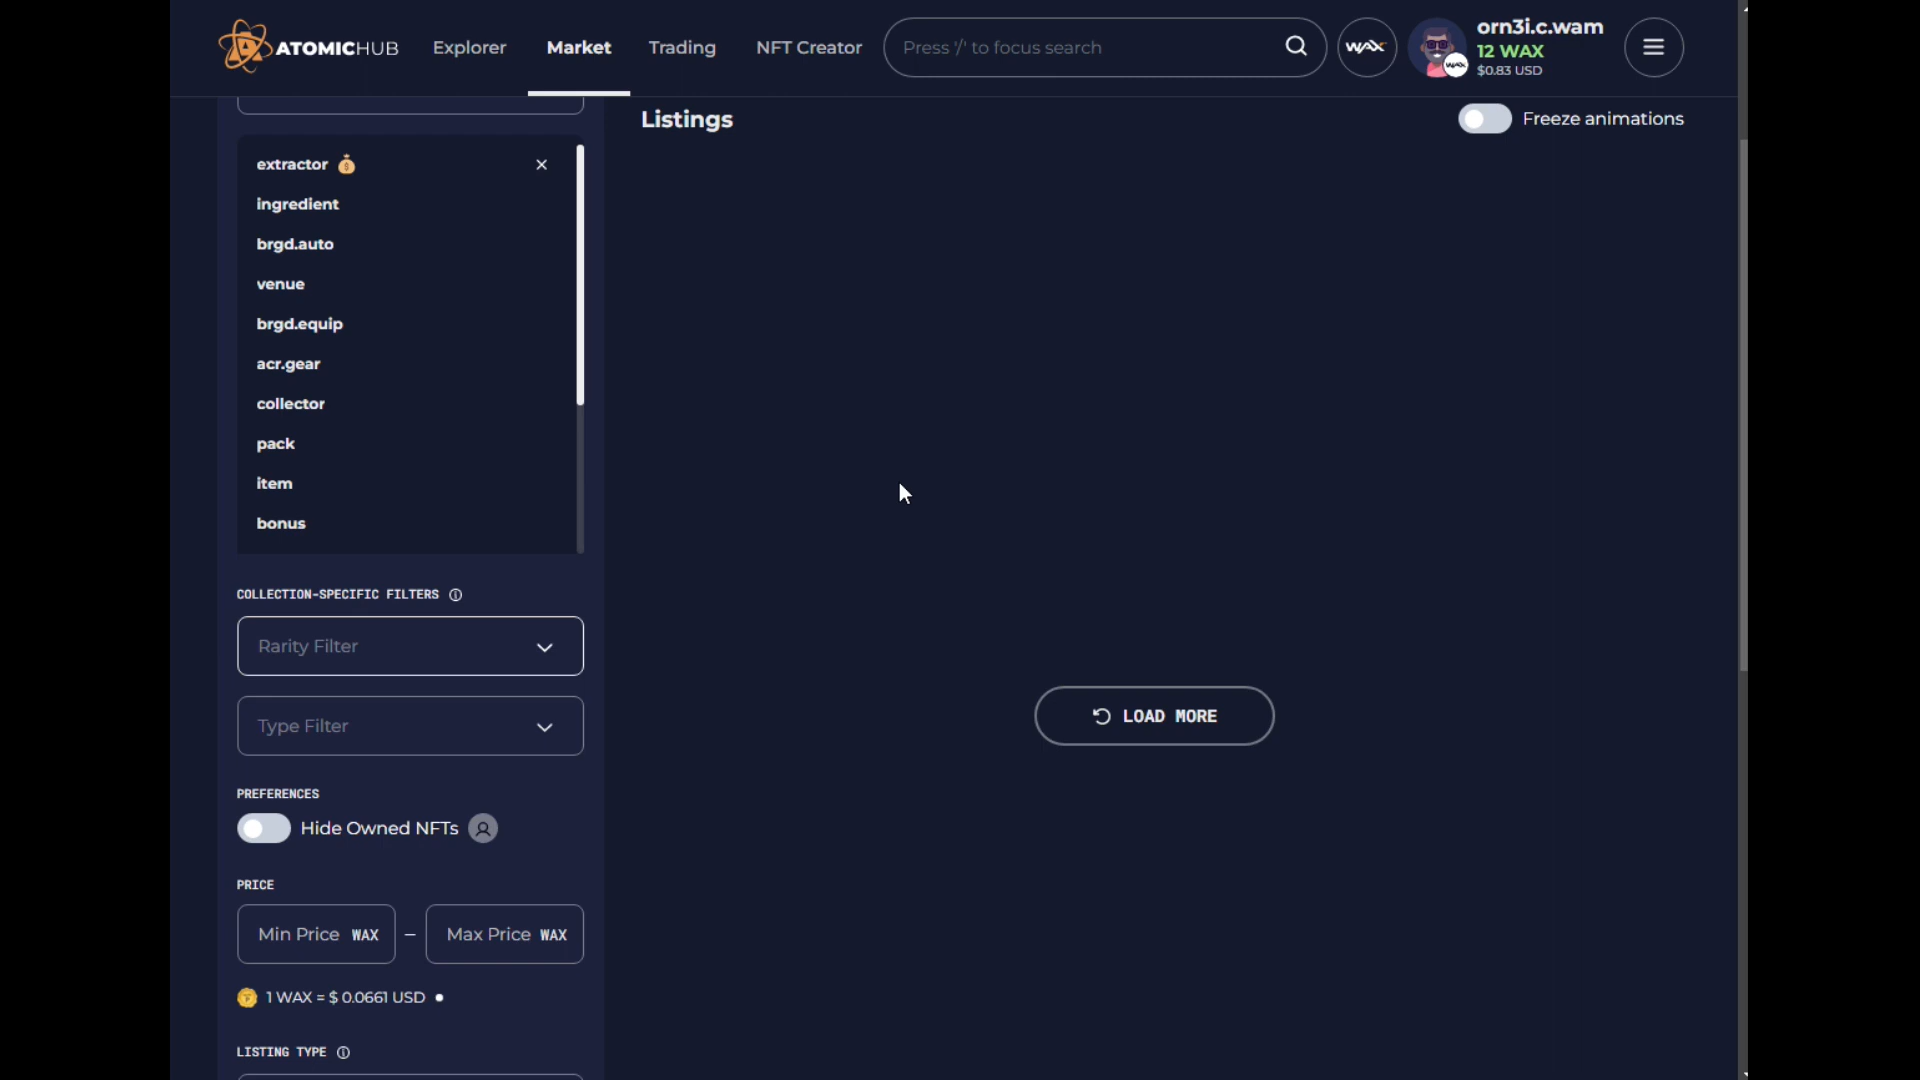 ATOMICHUB Explorer Market Trading NFT Creator Press '/' to focus search WAX orn3i.c.wam
12 WAX
$0.83 USD
Listings Freeze animations
extractor
ingredient
brgd.auto
venue
brgd.equip
acr.gear
collector
pack
item
bonus
COLLECTION-SPECIFIC FILTERS
Rarity Filter
Type Filter
LOAD MORE
PREFERENCES
Hide Owned NFTs
PRICE
Min Price WAX – Max Price WAX
1 WAX = $ 0.0661 USD
LISTING TYPE